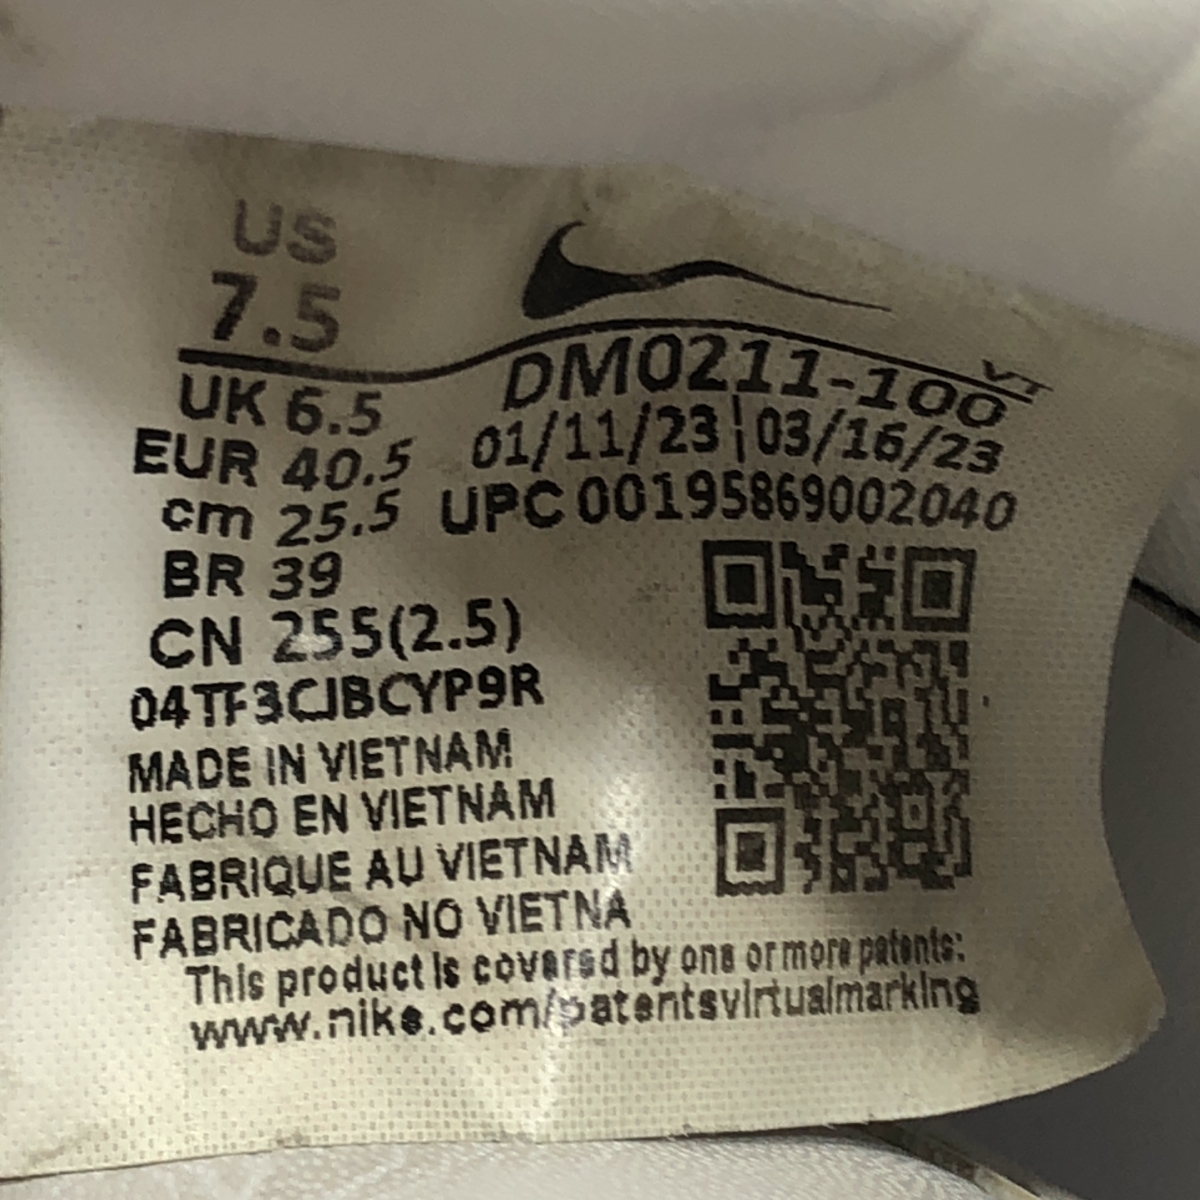 US
7.5
UK 6.5
EUR 40.5
cm 25.5
BR 39
CN 255(2.5)
DM0211-100 VT
01/11/23 | 03/16/23
UPC 00195869002040
04TF3CJBCYP9R
MADE IN VIETNAM
HECHO EN VIETNAM
FABRIQUE AU VIETNAM
FABRICADO NO VIETNA
This product is covered by one or more patents:
www.nike.com/patentsvirtualmarking